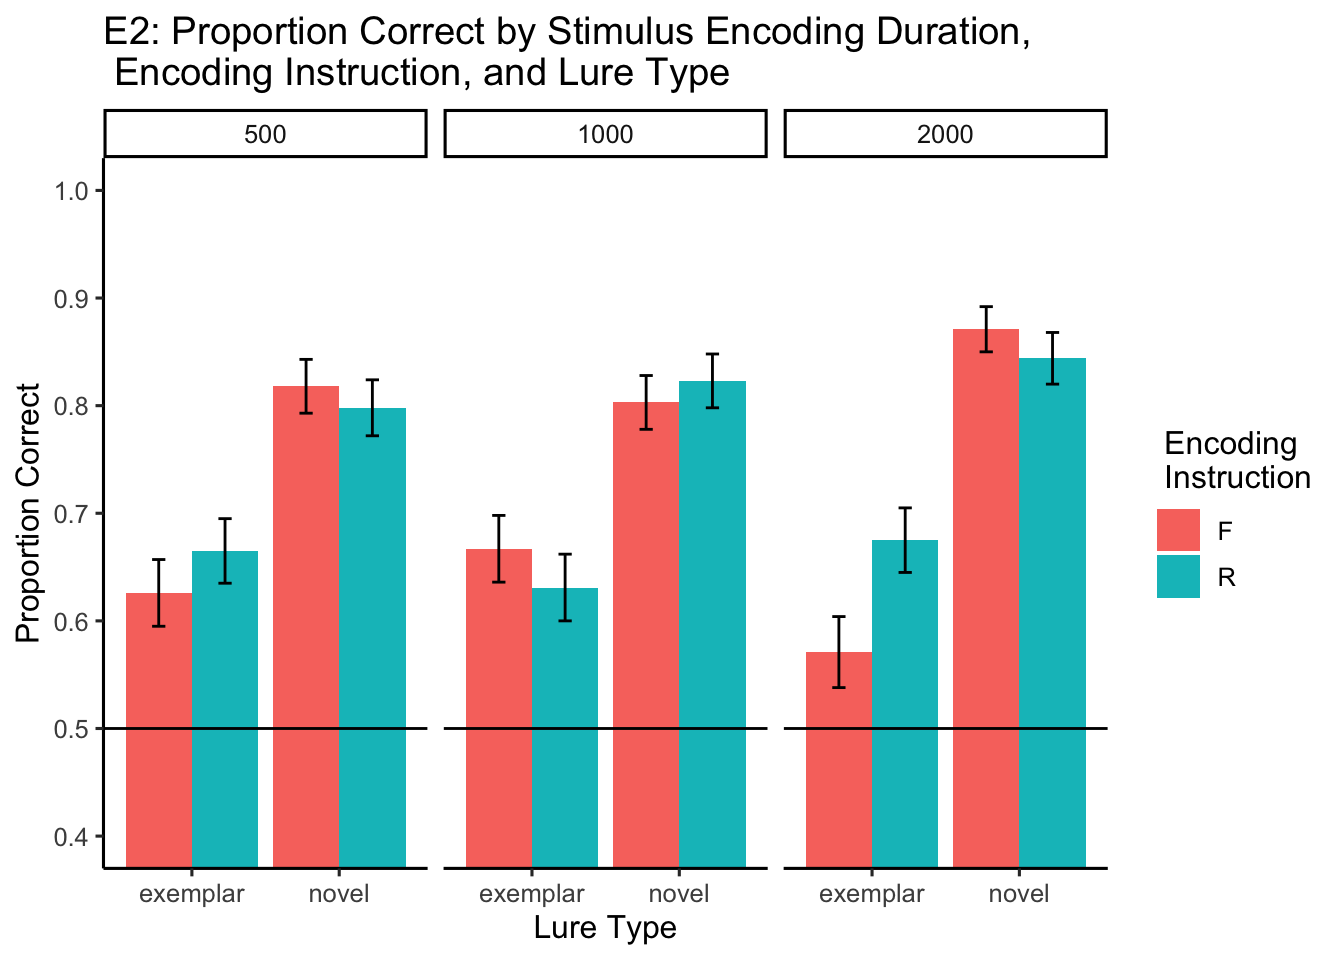 E2: Proportion Correct by Stimulus Encoding Duration,
Encoding Instruction, and Lure Type
500 1000 2000
1.0
0.9
0.8
0.7
0.6
0.5
0.4
Proportion Correct
exemplar novel exemplar novel exemplar novel
Lure Type
Encoding
Instruction
F
R